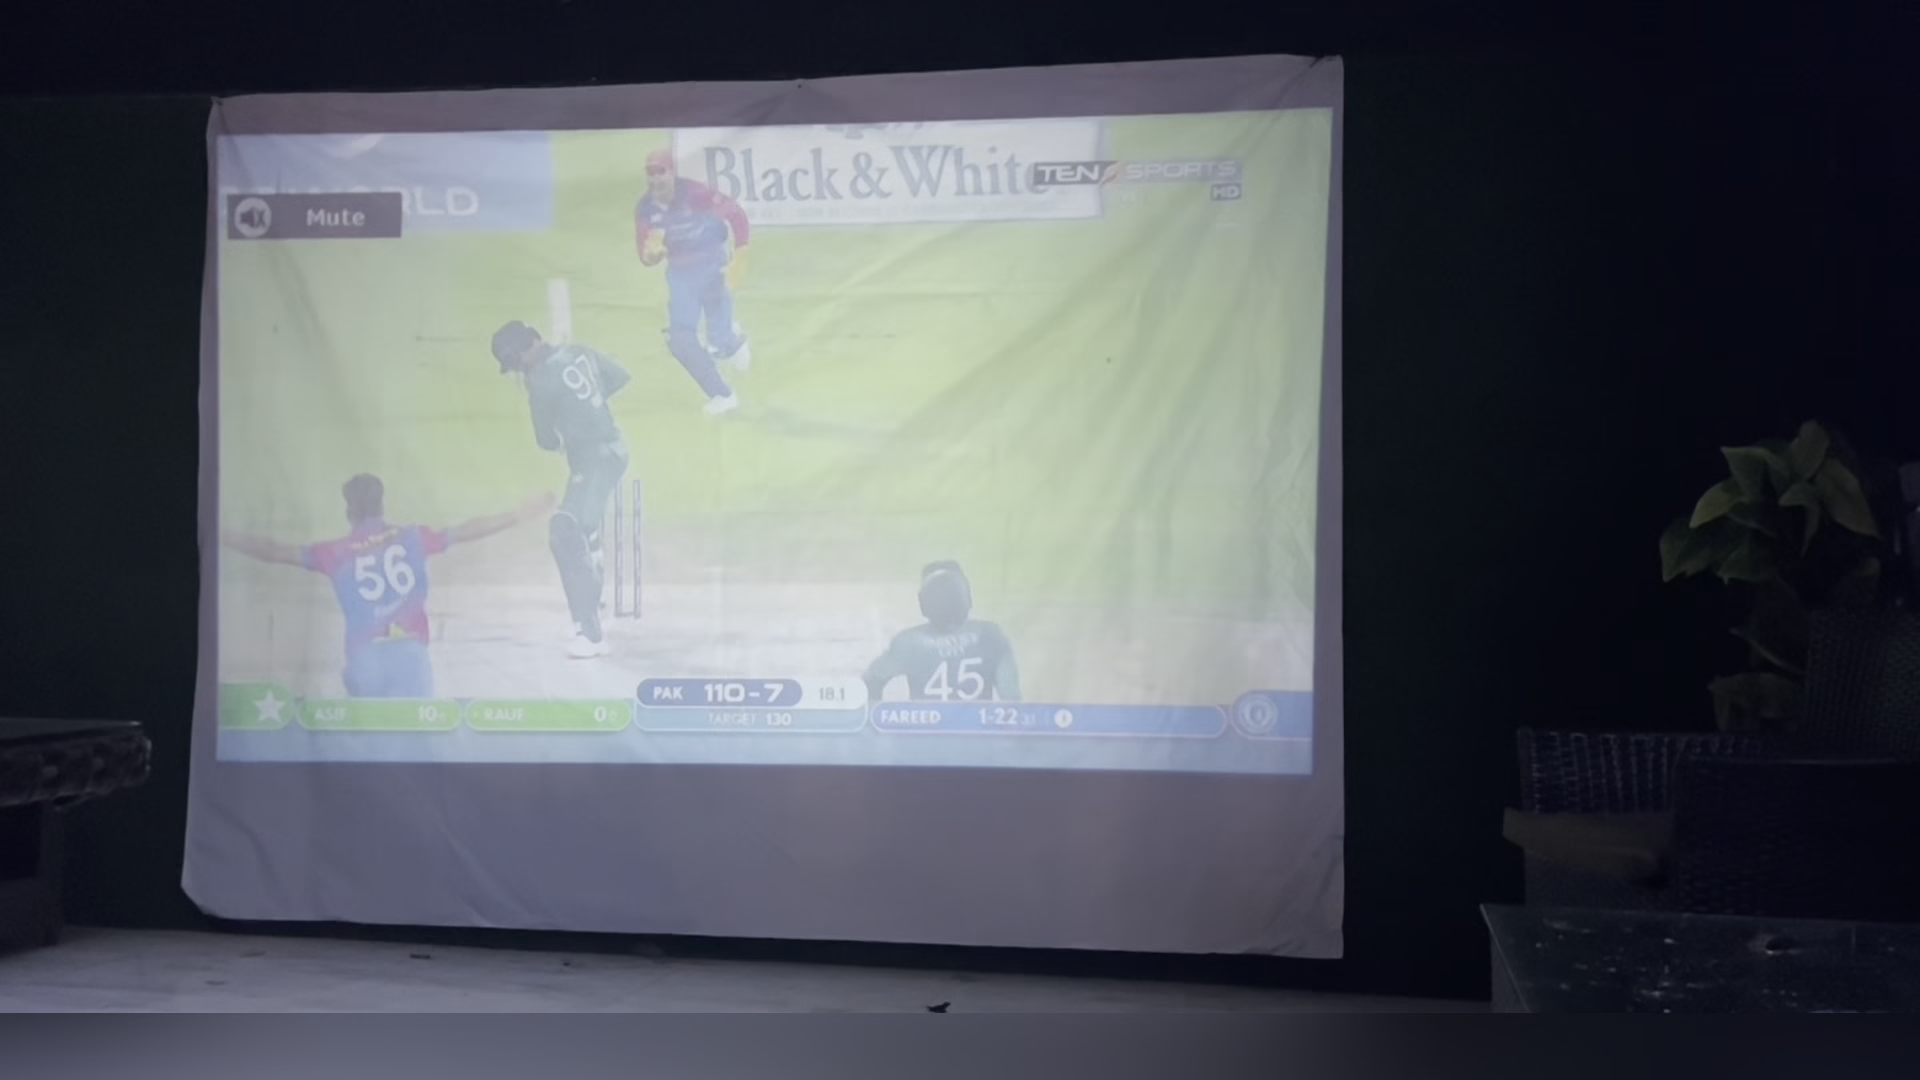 Black & White
TEN SPORTS
HD
RLD
Mute
97
56
45
PAK 110-7 18.1
ASIF 10
RAUF 0
TARGET 130
FAREED 1-22